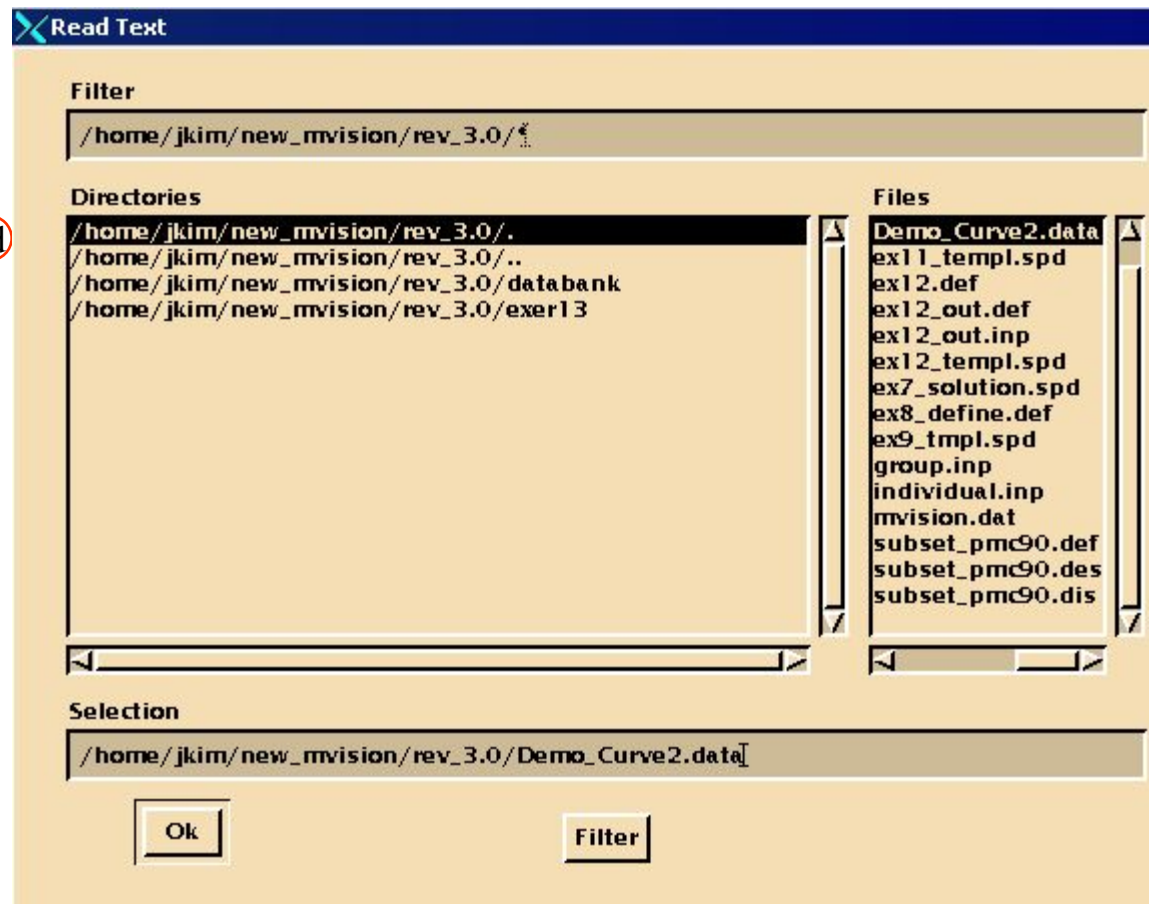 Read Text
Filter
/home/jkim/new_mvision/rev_3.0/*
Directories
/home/jkim/new_mvision/rev_3.0/.
/home/jkim/new_mvision/rev_3.0/..
/home/jkim/new_mvision/rev_3.0/databank
/home/jkim/new_mvision/rev_3.0/exer13
Files
Demo_Curve2.data
ex11_templ.spd
ex12.def
ex12_out.def
ex12_out.inp
ex12_templ.spd
ex7_solution.spd
ex8_define.def
ex9_tmpl.spd
group.inp
individual.inp
mvision.dat
subset_pmc90.def
subset_pmc90.des
subset_pmc90.dis
Selection
/home/jkim/new_mvision/rev_3.0/Demo_Curve2.data
Ok
Filter